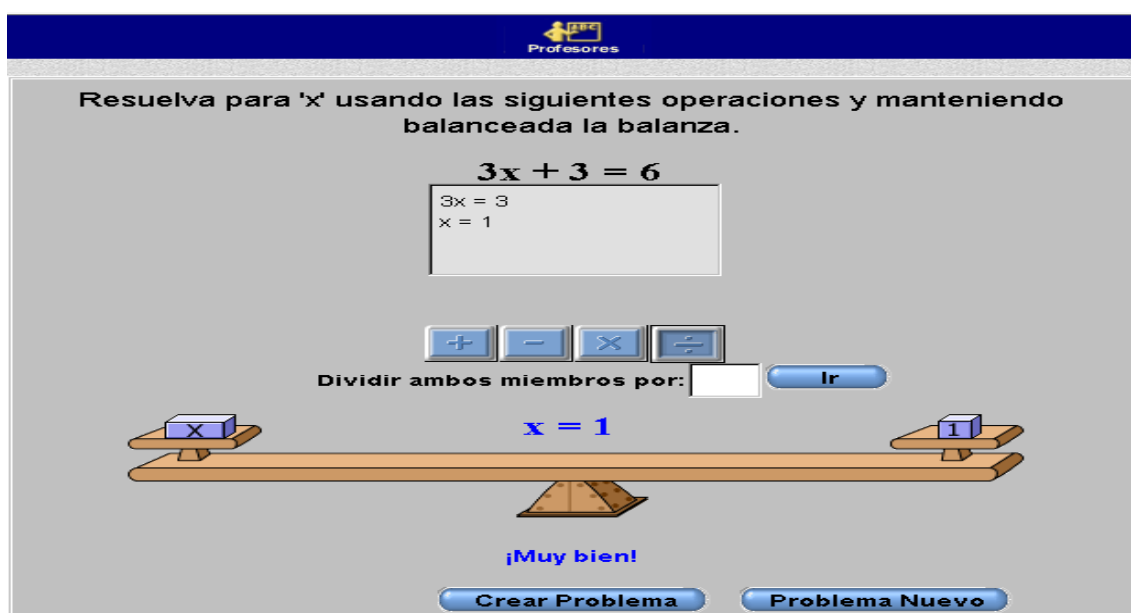 ABC
Profesores
Resuelva para 'x' usando las siguientes operaciones y manteniendo
balanceada la balanza.
3x + 3 = 6
3x = 3
x = 1
+ − × ÷
Dividir ambos miembros por: Ir
x = 1
X 1
¡Muy bien!
Crear Problema Problema Nuevo